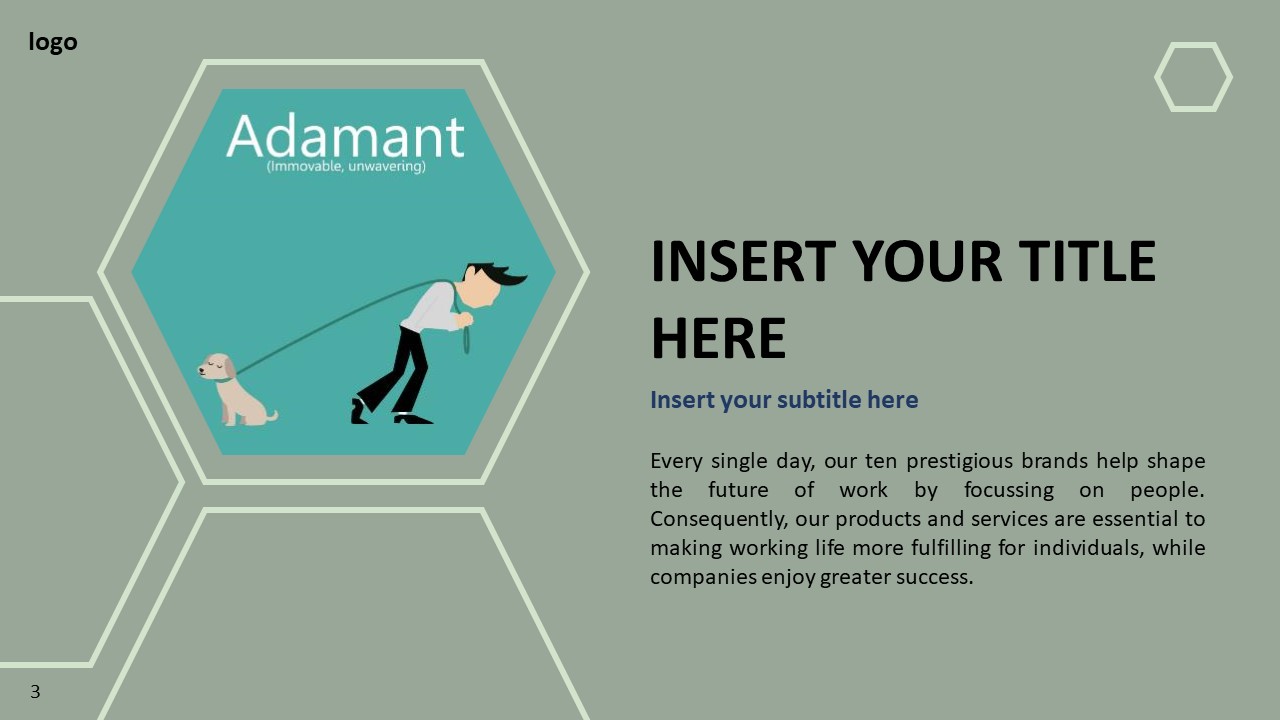 logo
Adamant
(Immovable, unwavering)
INSERT YOUR TITLE
HERE
Insert your subtitle here
Every single day, our ten prestigious brands help shape
the future of work by focussing on people.
Consequently, our products and services are essential to
making working life more fulfilling for individuals, while
companies enjoy greater success.
3